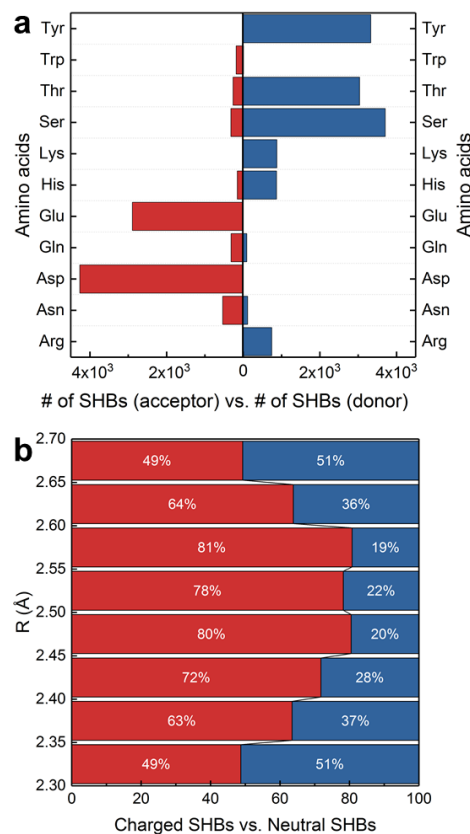 a
Amino acids
Tyr
Trp
Thr
Ser
Lys
His
Glu
Gln
Asp
Asn
Arg
Tyr
Trp
Thr
Ser
Lys
His
Glu
Gln
Asp
Asn
Arg
Amino acids
4x10³ 2x10³ 0 2x10³ 4x10³
# of SHBs (acceptor) vs. # of SHBs (donor)
b
R (Å)
2.70
2.65
2.60
2.55
2.50
2.45
2.40
2.35
2.30
49% 51%
64% 36%
81% 19%
78% 22%
80% 20%
72% 28%
63% 37%
49% 51%
0 20 40 60 80 100
Charged SHBs vs. Neutral SHBs